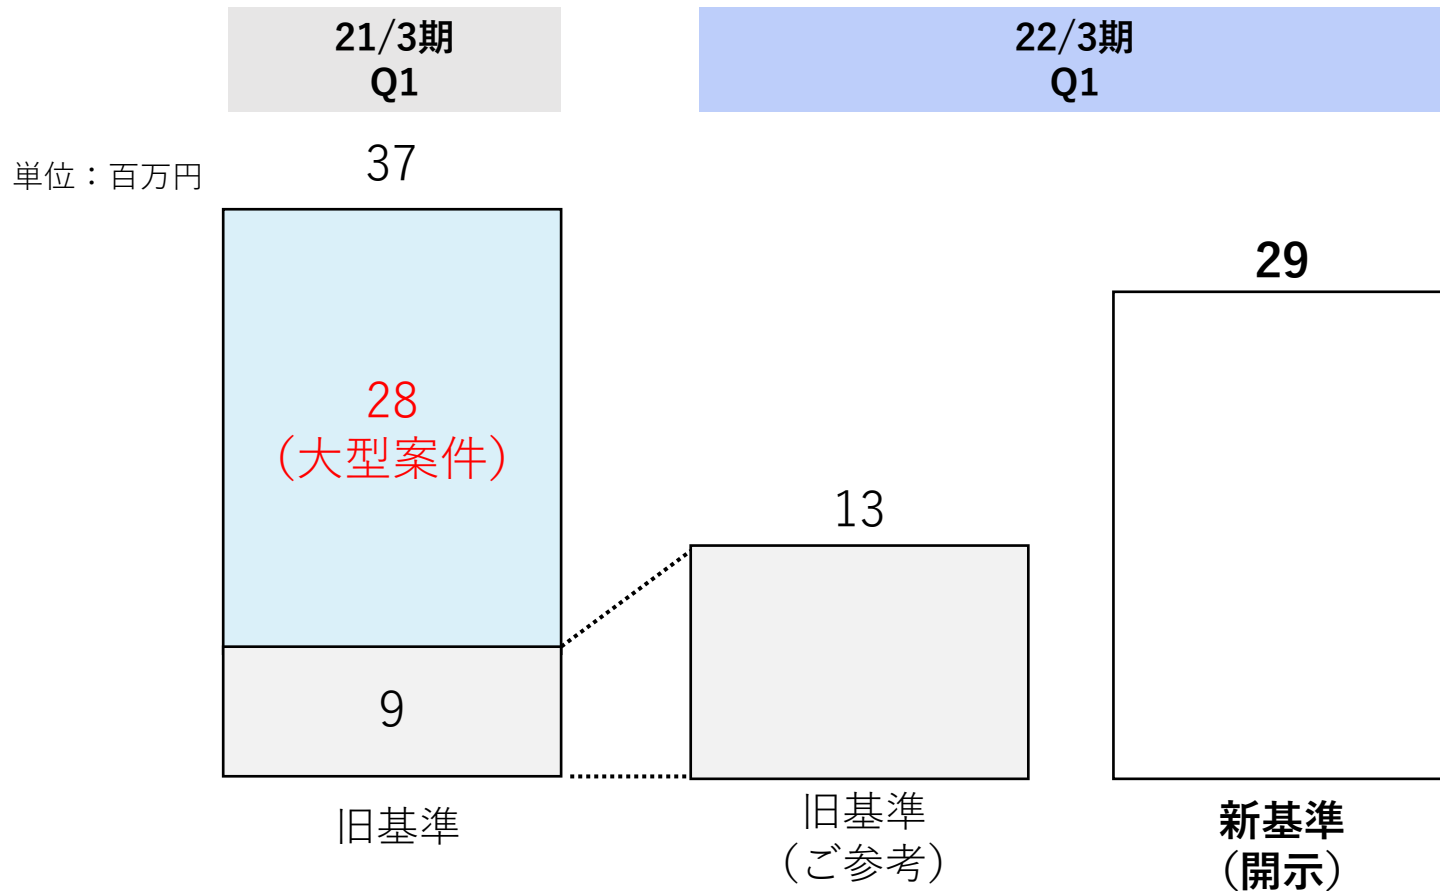 21/3期
Q1
22/3期
Q1
単位：百万円
37
28
（大型案件）
9
旧基準
13
旧基準
（ご参考）
29
新基準
（開示）